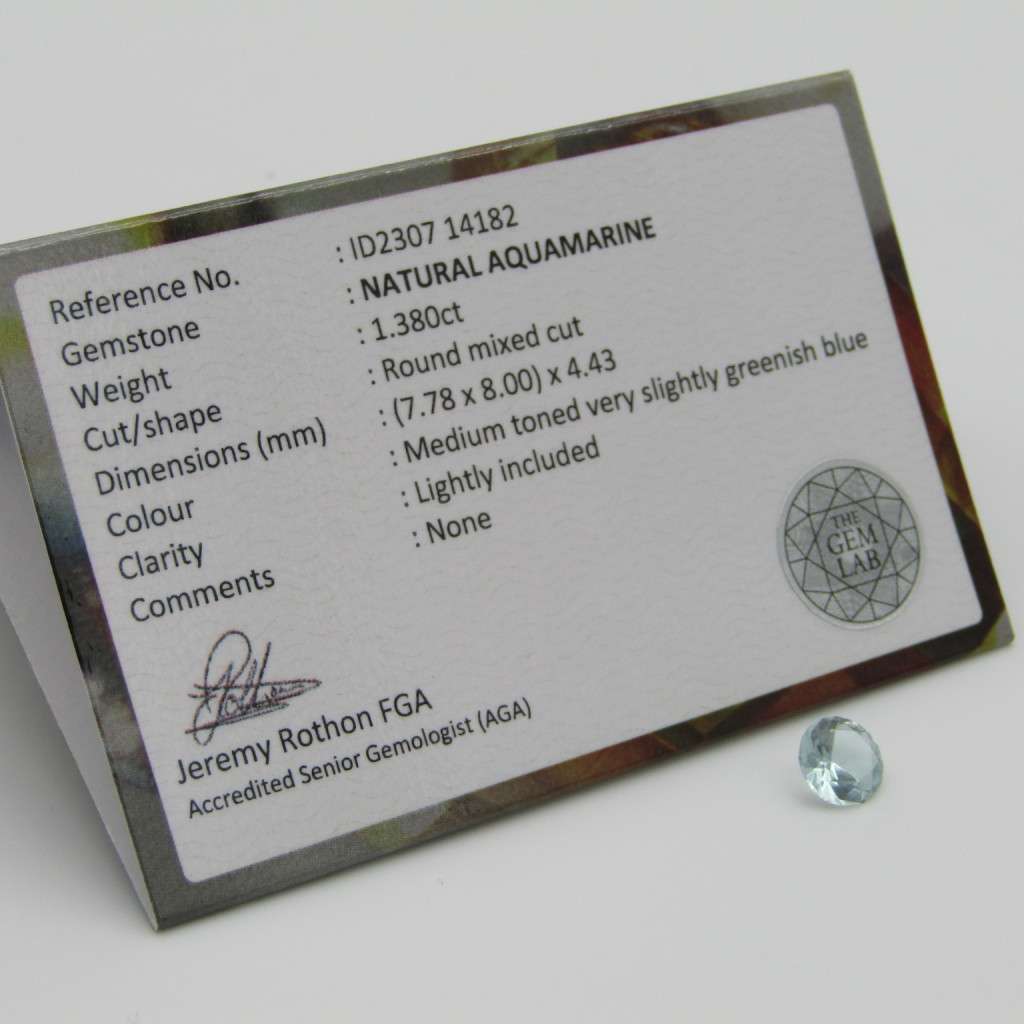 Reference No. : ID2307 14182
Gemstone : NATURAL AQUAMARINE
Weight : 1.380ct
Cut/shape : Round mixed cut
Dimensions (mm) : (7.78 x 8.00) x 4.43
Colour : Medium toned very slightly greenish blue
Clarity : Lightly included
Comments : None
Jeremy Rothon FGA
Accredited Senior Gemologist (AGA)
THE
GEM
LAB